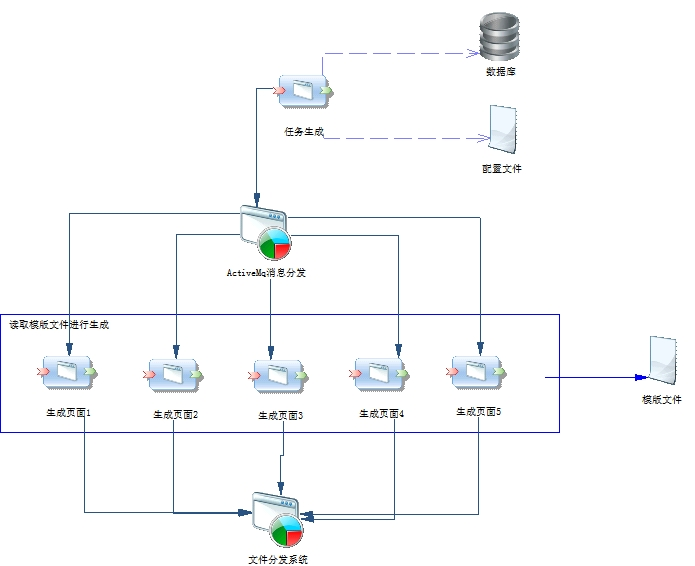 数据库
任务生成
配置文件
ActiveMq消息分发
读取模版文件进行生成
生成页面1
生成页面2
生成页面3
生成页面4
生成页面5
模版文件
文件分发系统